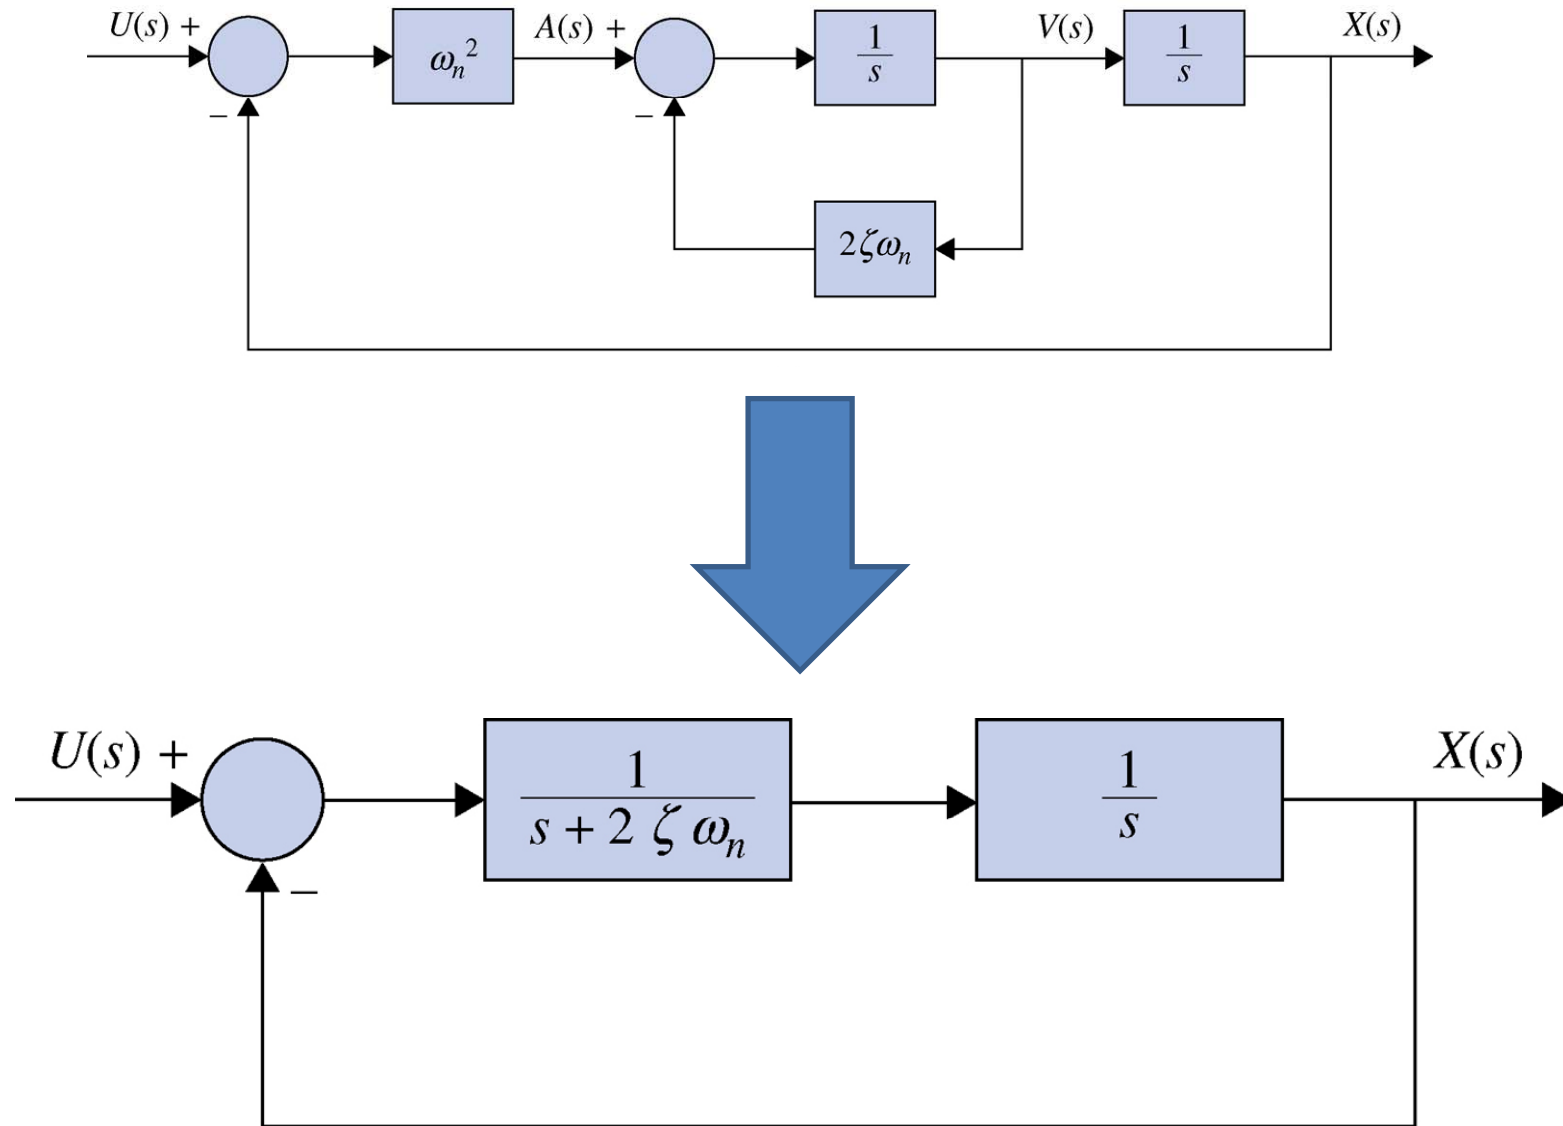 U(s) + ωₙ² A(s) + 1/s V(s) 1/s X(s)
− −
2ζωₙ
U(s) + 1/(s + 2 ζ ωₙ) 1/s X(s)
−